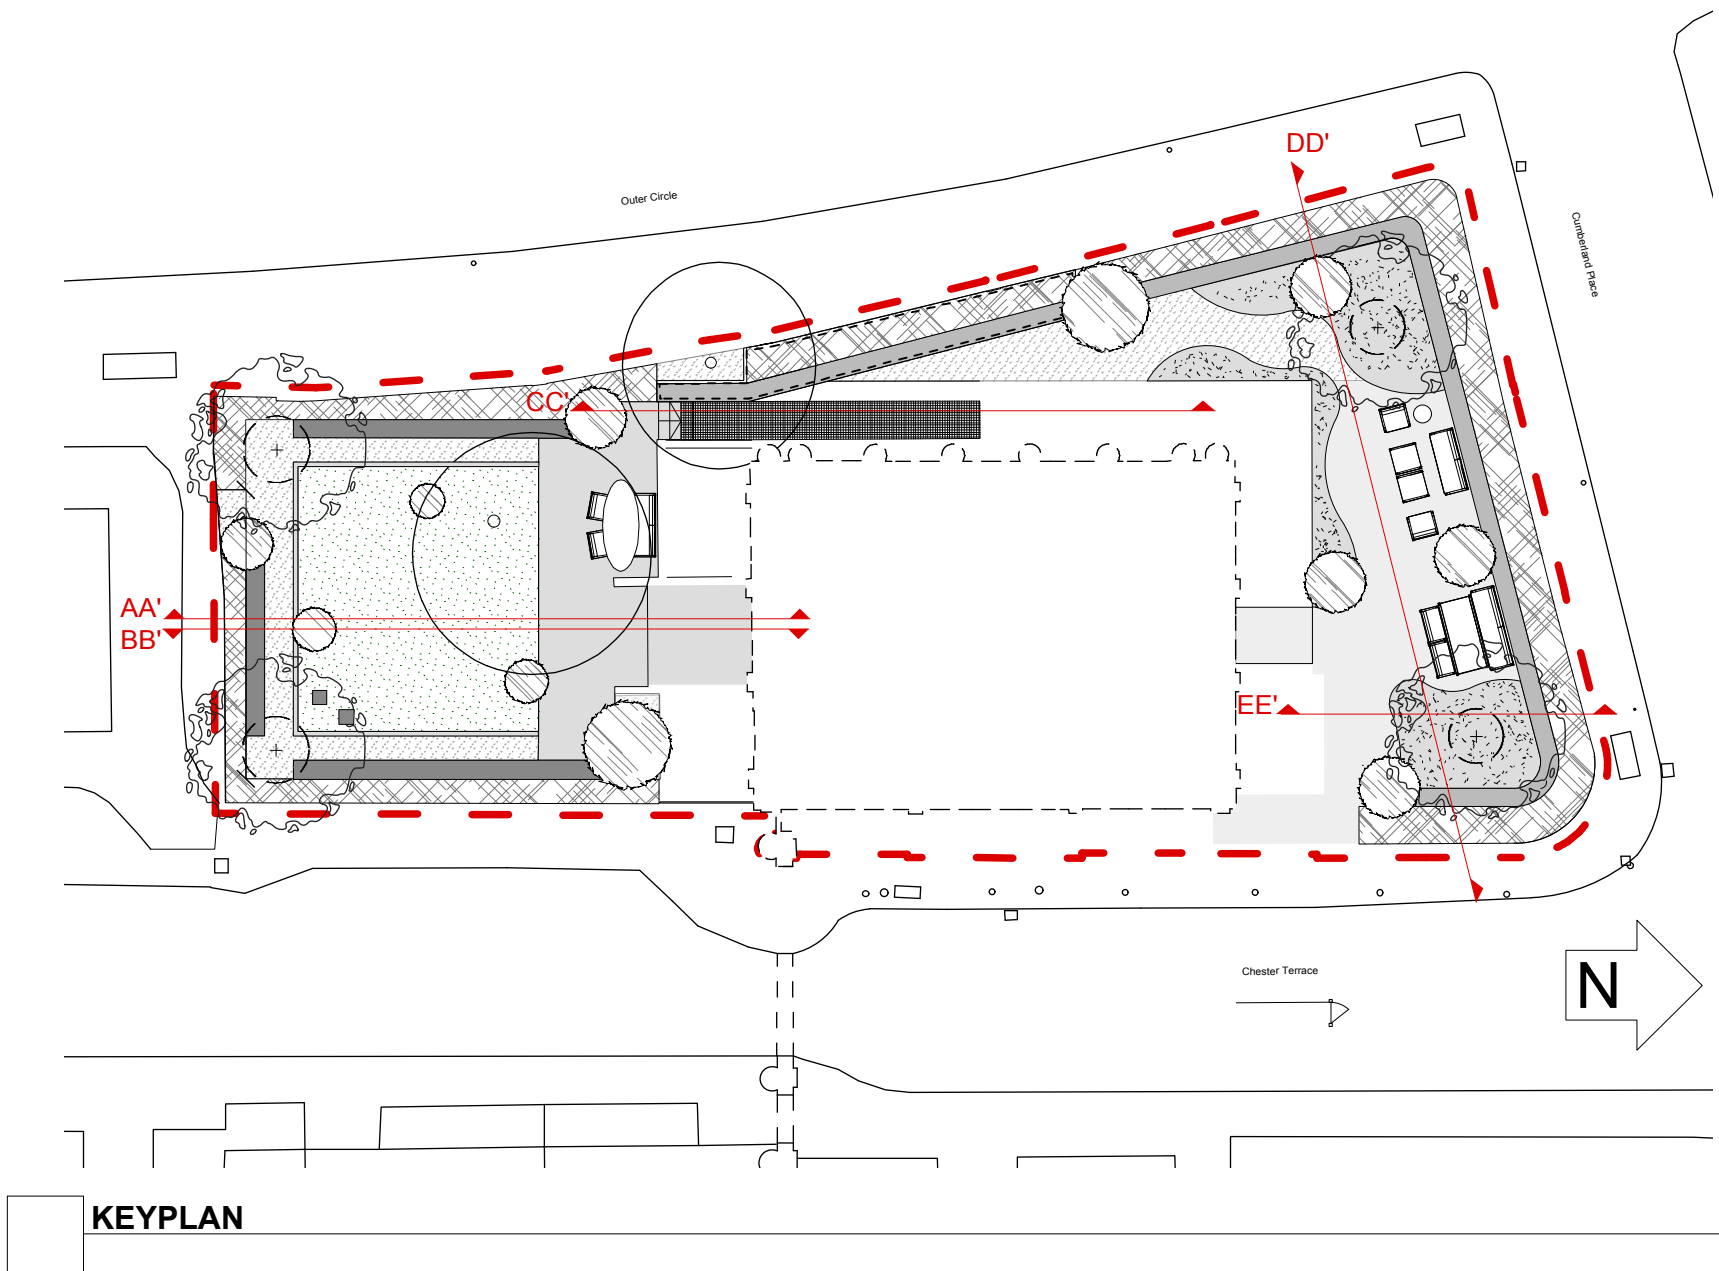 DD'
Outer Circle
Cumberland Place
CC'
AA'
BB'
EE'
Chester Terrace
N
KEYPLAN